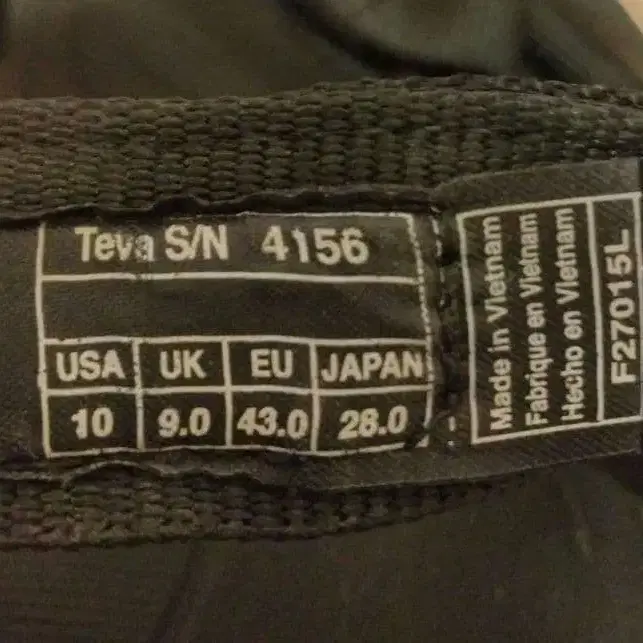 Teva S/N 4156
USA UK EU JAPAN
10 9.0 43.0 28.0
Made in Vietnam
Fabrique en Vietnam
Hecho en Vietnam
F27015L